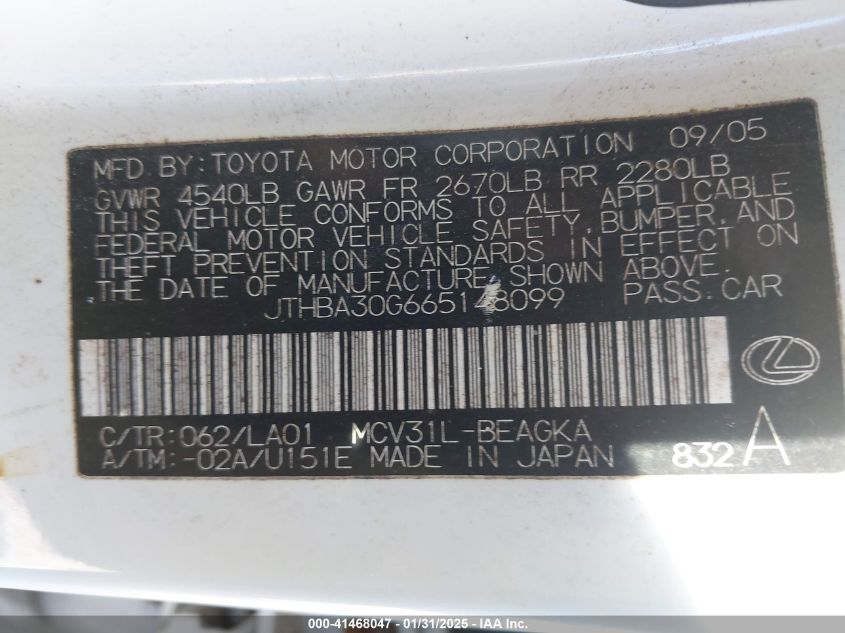 MFD BY: TOYOTA MOTOR CORPORATION 09/05
GVWR 4540LB GAWR FR 2670LB RR 2280LB
THIS VEHICLE CONFORMS TO ALL APPLICABLE
FEDERAL MOTOR VEHICLE SAFETY, BUMPER, AND
THEFT PREVENTION STANDARDS IN EFFECT ON
THE DATE OF MANUFACTURE SHOWN ABOVE.
JTHBA30G665148099 PASS. CAR
C/TR: 062/LA01 MCV31L-BEAGKA
A/TM: -02A/U151E MADE IN JAPAN 832 A
000 - 41468047 - 01/31/2025 - IAA Inc.